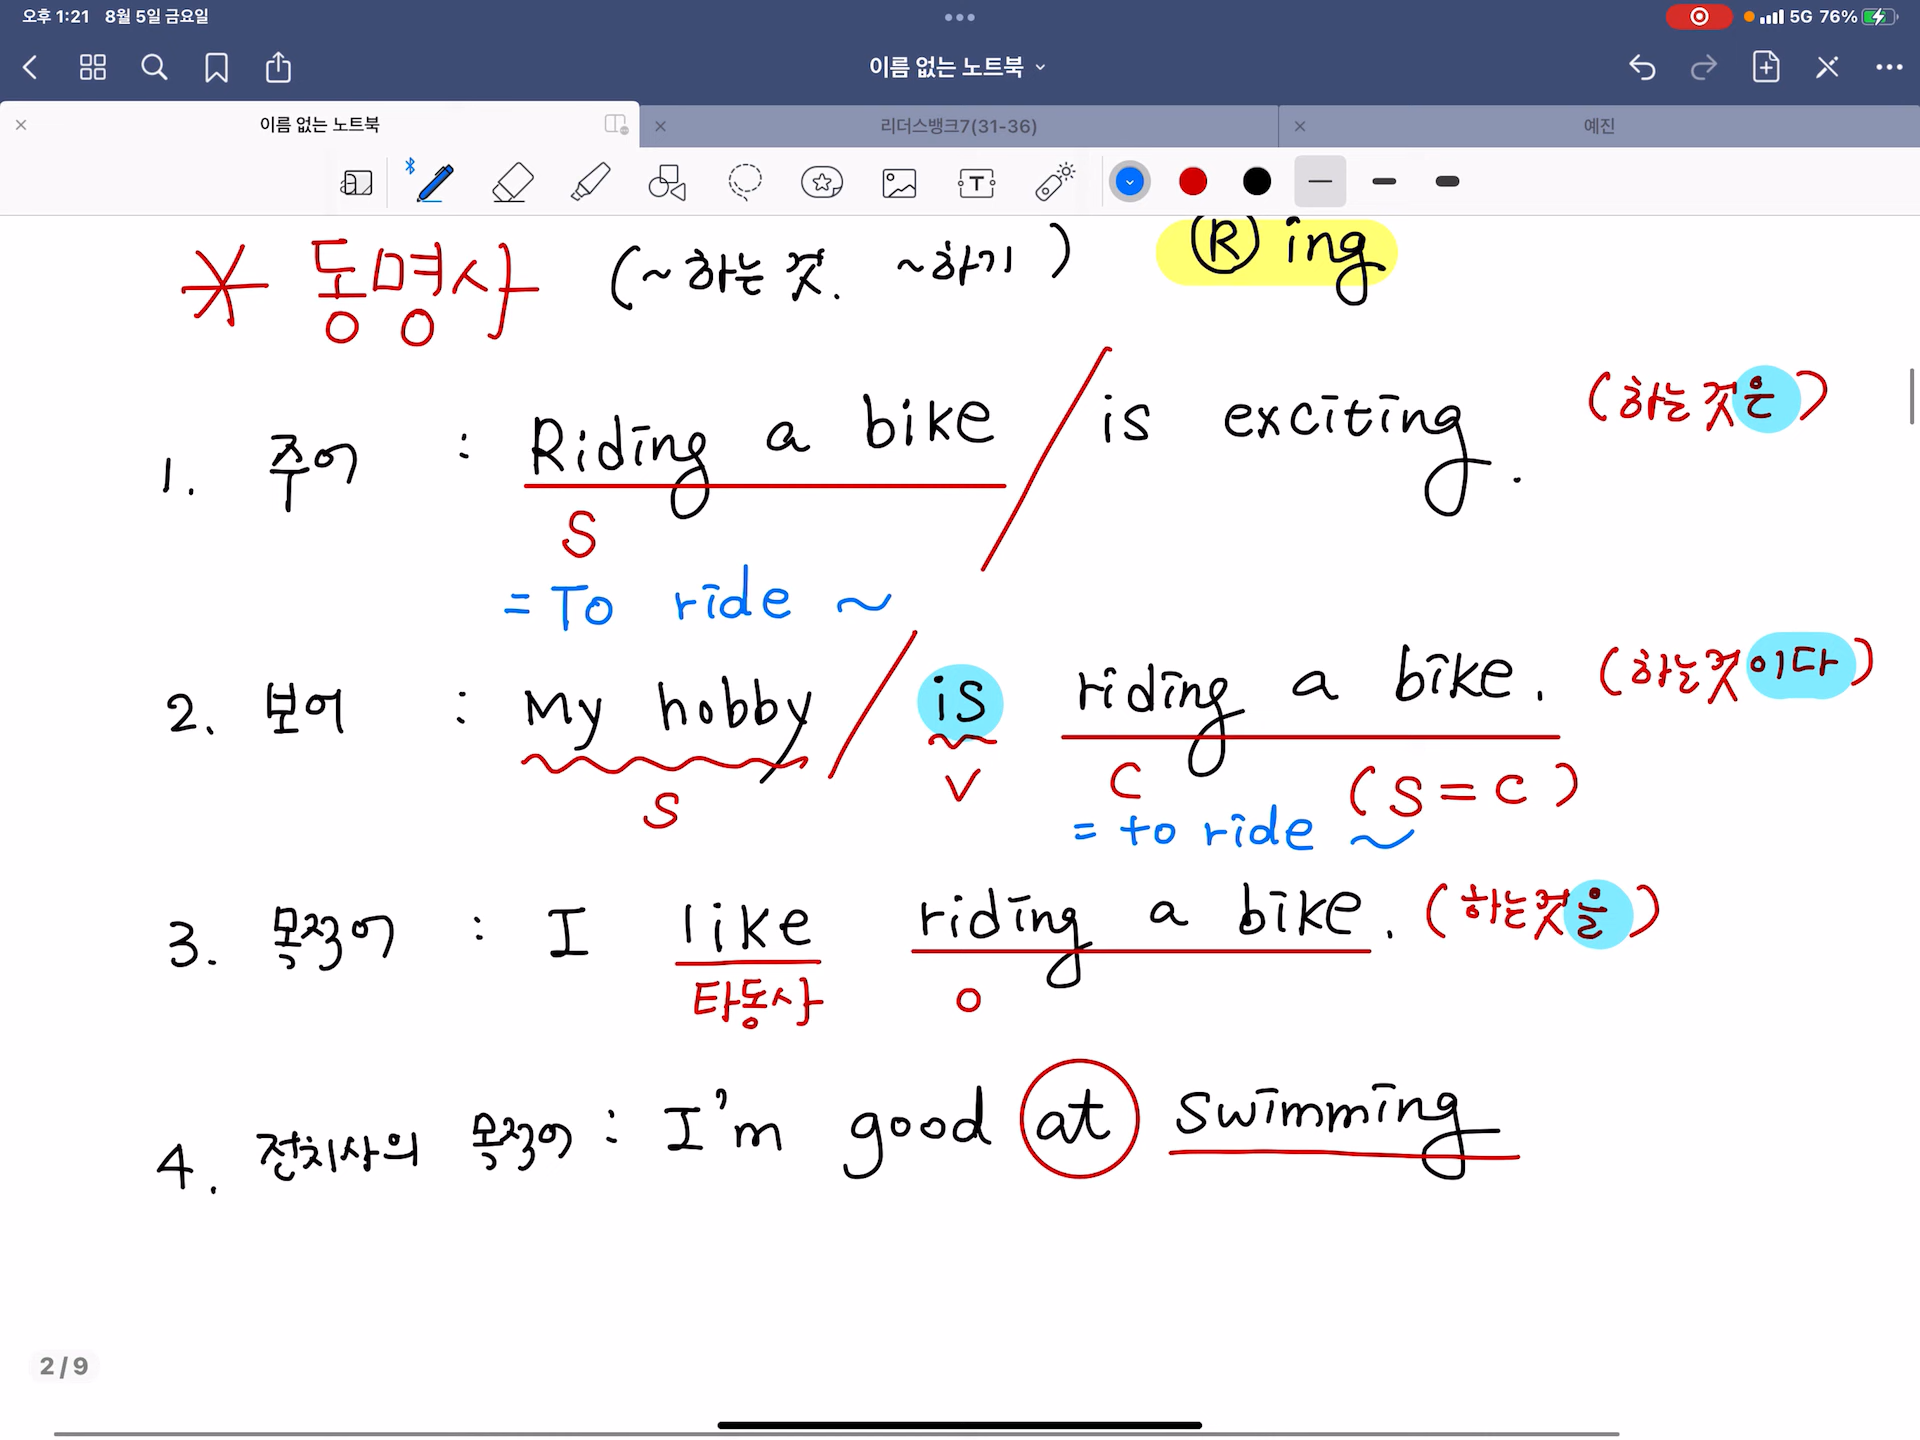 오후 1:21 8월 5일 금요일 5G 76%
이름 없는 노트북
이름 없는 노트북 리더스뱅크7(31-36) 예진
* 동명사 (~하는 것. ~하기) Ⓡ ing
1. 주어 : Riding a bike / is exciting. (하는 것은)
S
= To ride ~
2. 보어 : My hobby / is riding a bike. (하는것이다)
S V C (S = C)
= to ride ~
3. 목적어 : I like riding a bike. (하는것을)
타동사 O
4. 전치사의 목적어 : I'm good at swimming
2/9